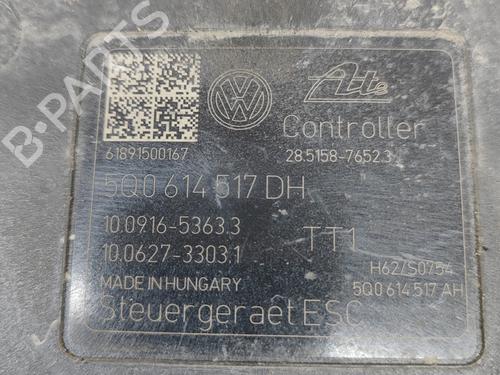 B-PARTS
VW
Ate
Controller
61891500167
28.5158-7652.3
5Q0 614 517 DH
10.0916-5363.3
10.0627-3303.1
TT1
H62/S0754
MADE IN HUNGARY
5Q0 614 517 AH
Steuergeraet ESC